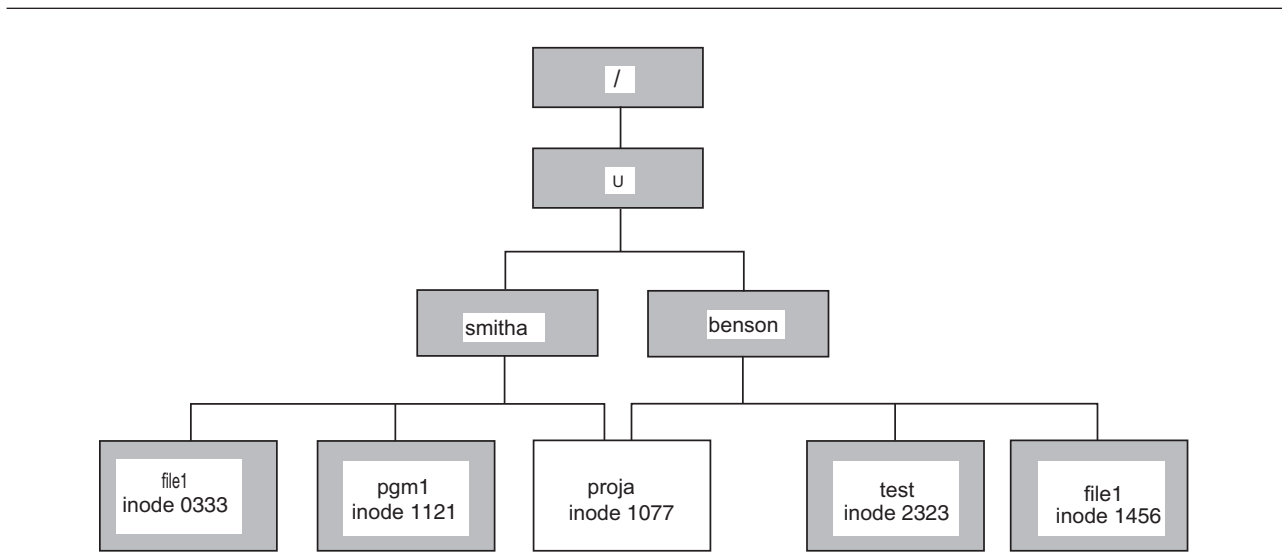 /
U
smitha
benson
file1
inode 0333
pgm1
inode 1121
proja
inode 1077
test
inode 2323
file1
inode 1456